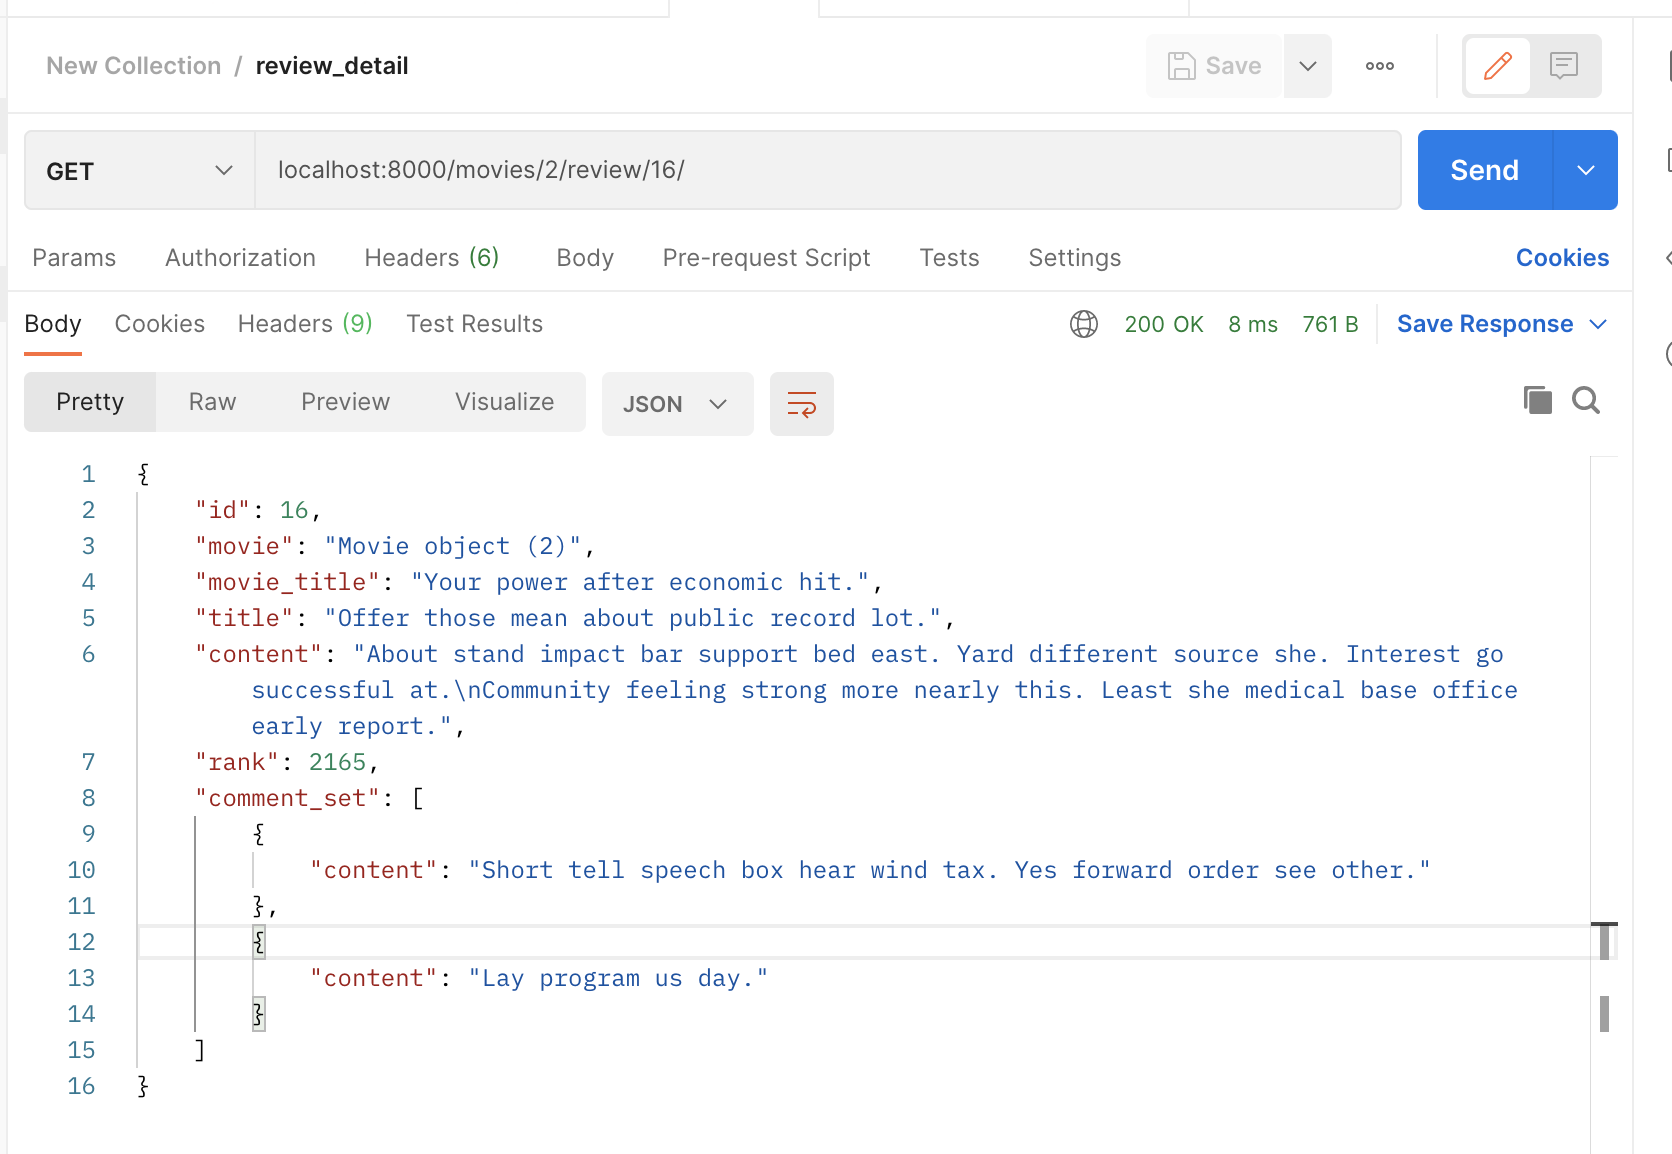 New Collection / review_detail
Save
GET
localhost:8000/movies/2/review/16/
Send
Params Authorization Headers (6) Body Pre-request Script Tests Settings Cookies
Body Cookies Headers (9) Test Results 200 OK 8 ms 761 B Save Response
Pretty Raw Preview Visualize JSON
1 {
2 "id": 16,
3 "movie": "Movie object (2)",
4 "movie_title": "Your power after economic hit.",
5 "title": "Offer those mean about public record lot.",
6 "content": "About stand impact bar support bed east. Yard different source she. Interest go
successful at.\nCommunity feeling strong more nearly this. Least she medical base office
early report.",
7 "rank": 2165,
8 "comment_set": [
9 {
10 "content": "Short tell speech box hear wind tax. Yes forward order see other."
11 },
12 {
13 "content": "Lay program us day."
14 }
15 ]
16 }